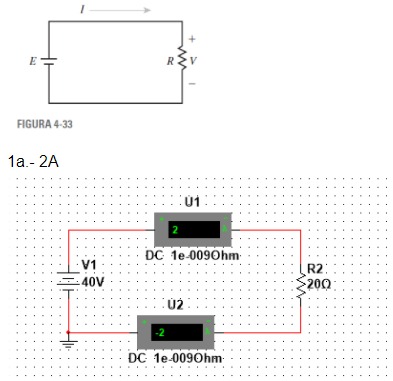 I
E
R
+
V
−
FIGURA 4-33
1a.- 2A
U1
2
DC 1e-009Ohm
V1
40V
R2
20Ω
U2
-2
DC 1e-009Ohm